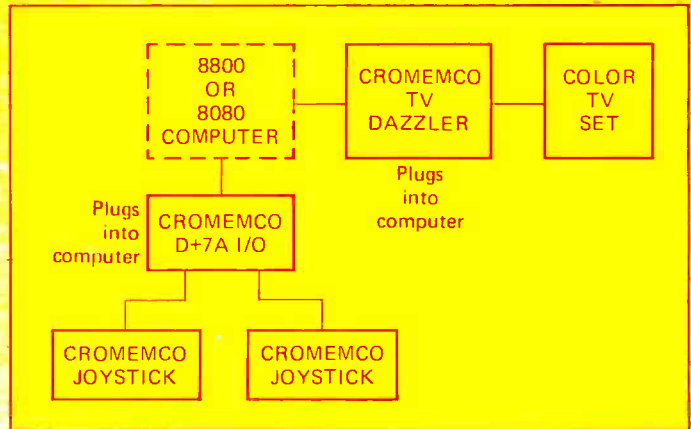 8800
OR
8080
COMPUTER
CROMEMCO
TV
DAZZLER
COLOR
TV
SET
Plugs
into
computer
Plugs
into
computer
CROMEMCO
D+7A I/O
CROMEMCO
JOYSTICK
CROMEMCO
JOYSTICK